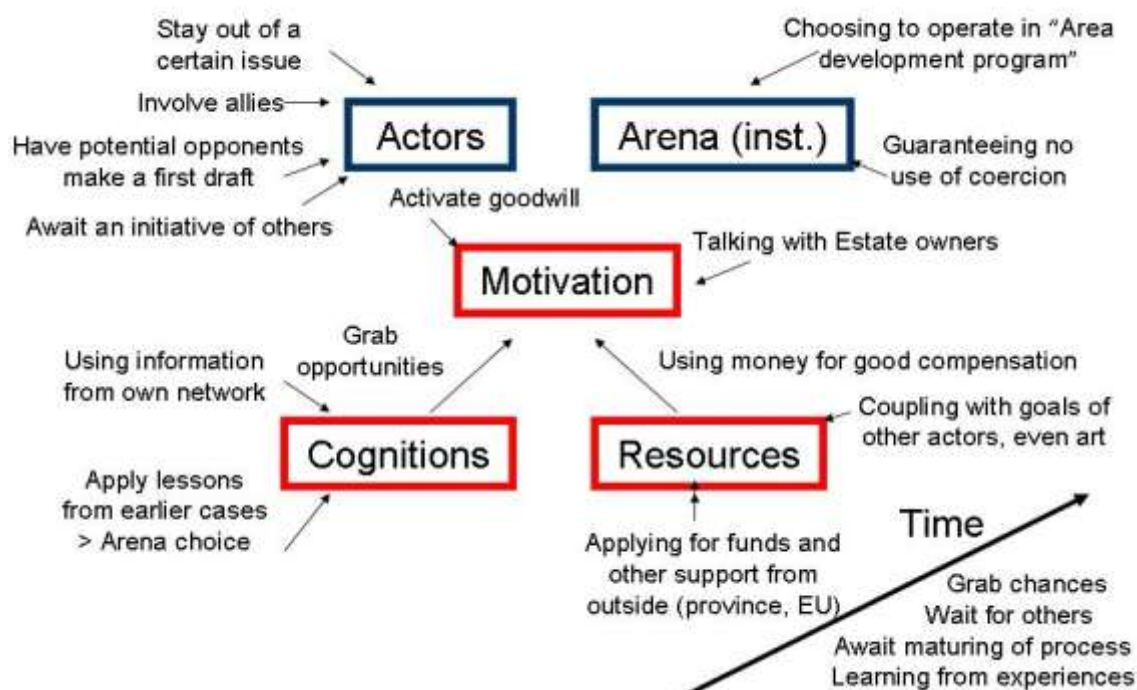 Stay out of a
certain issue
Choosing to operate in “Area
development program”
Involve allies
Actors
Arena (inst.)
Have potential opponents
make a first draft
Guaranteeing no
use of coercion
Await an initiative of others
Activate goodwill
Talking with Estate owners
Motivation
Using information
from own network
Grab
opportunities
Using money for good compensation
Coupling with goals of
other actors, even art
Cognitions
Resources
Apply lessons
from earlier cases
> Arena choice
Applying for funds and
other support from
outside (province, EU)
Time
Grab chances
Wait for others
Await maturing of process
Learning from experiences